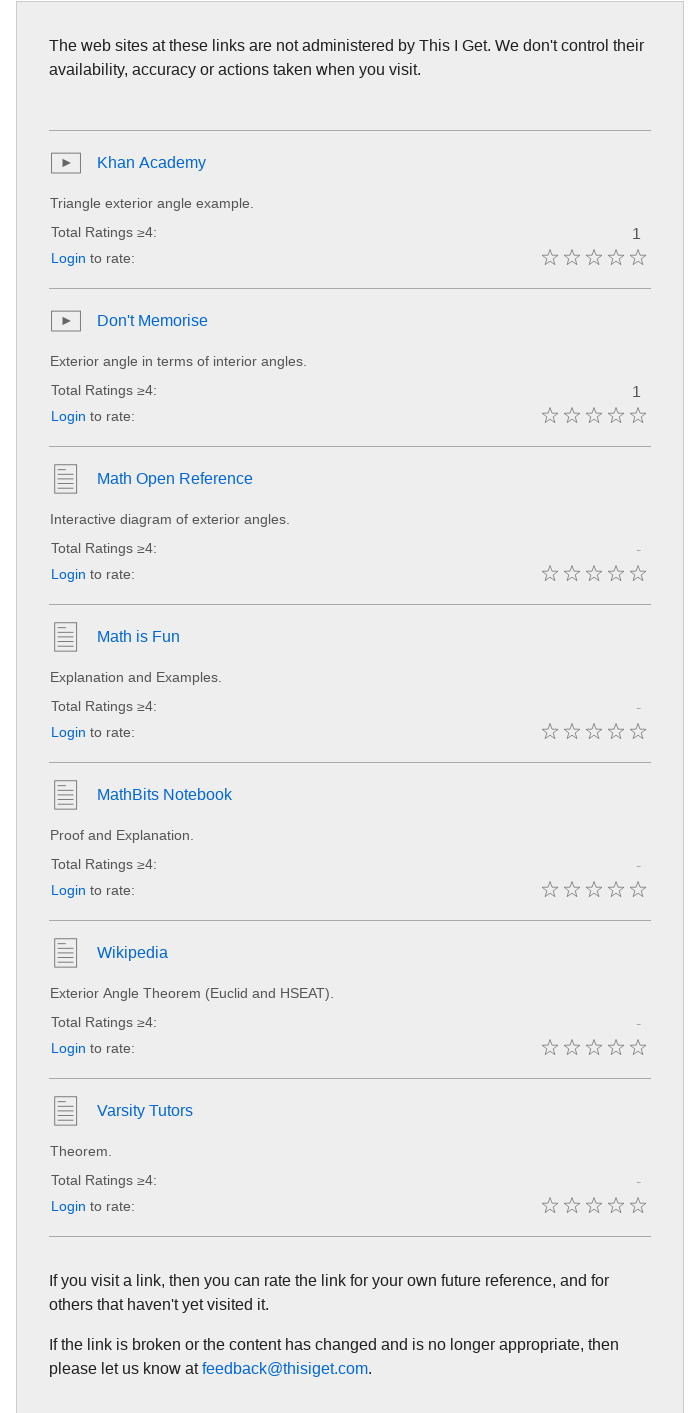 The web sites at these links are not administered by This I Get. We don't control their
availability, accuracy or actions taken when you visit.
Khan Academy
Triangle exterior angle example.
Total Ratings ≥4: 1
Login to rate:
Don't Memorise
Exterior angle in terms of interior angles.
Total Ratings ≥4: 1
Login to rate:
Math Open Reference
Interactive diagram of exterior angles.
Total Ratings ≥4: -
Login to rate:
Math is Fun
Explanation and Examples.
Total Ratings ≥4: -
Login to rate:
MathBits Notebook
Proof and Explanation.
Total Ratings ≥4: -
Login to rate:
Wikipedia
Exterior Angle Theorem (Euclid and HSEAT).
Total Ratings ≥4: -
Login to rate:
Varsity Tutors
Theorem.
Total Ratings ≥4: -
Login to rate:
If you visit a link, then you can rate the link for your own future reference, and for
others that haven't yet visited it.
If the link is broken or the content has changed and is no longer appropriate, then
please let us know at feedback@thisiget.com.